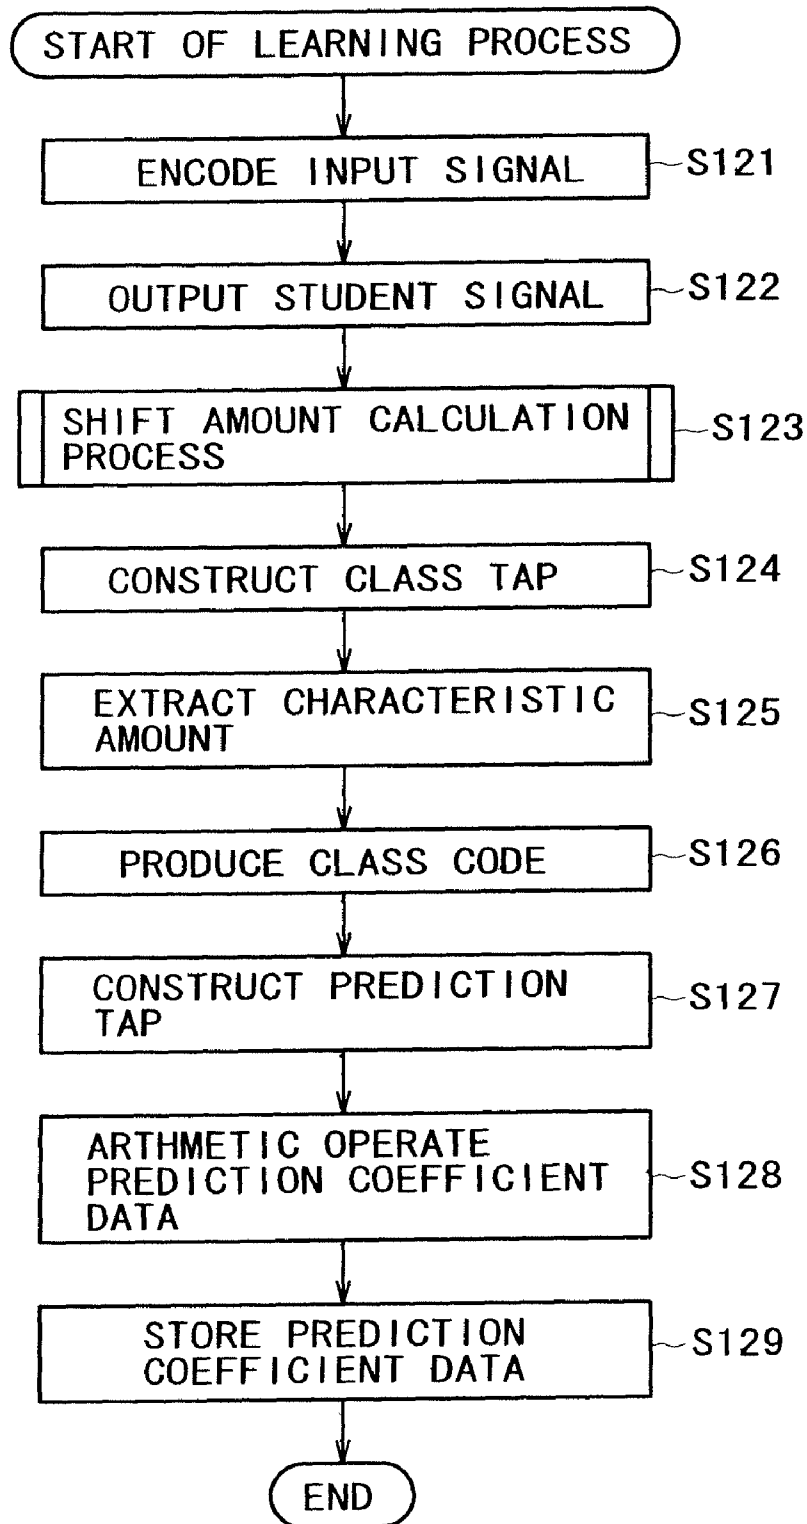 START OF LEARNING PROCESS
ENCODE INPUT SIGNAL
S121
OUTPUT STUDENT SIGNAL
S122
SHIFT AMOUNT CALCULATION
PROCESS
S123
CONSTRUCT CLASS TAP
S124
EXTRACT CHARACTERISTIC
AMOUNT
S125
PRODUCE CLASS CODE
S126
CONSTRUCT PREDICTION
TAP
S127
ARTHMETIC OPERATE
PREDICTION COEFFICIENT
DATA
S128
STORE PREDICTION
COEFFICIENT DATA
S129
END